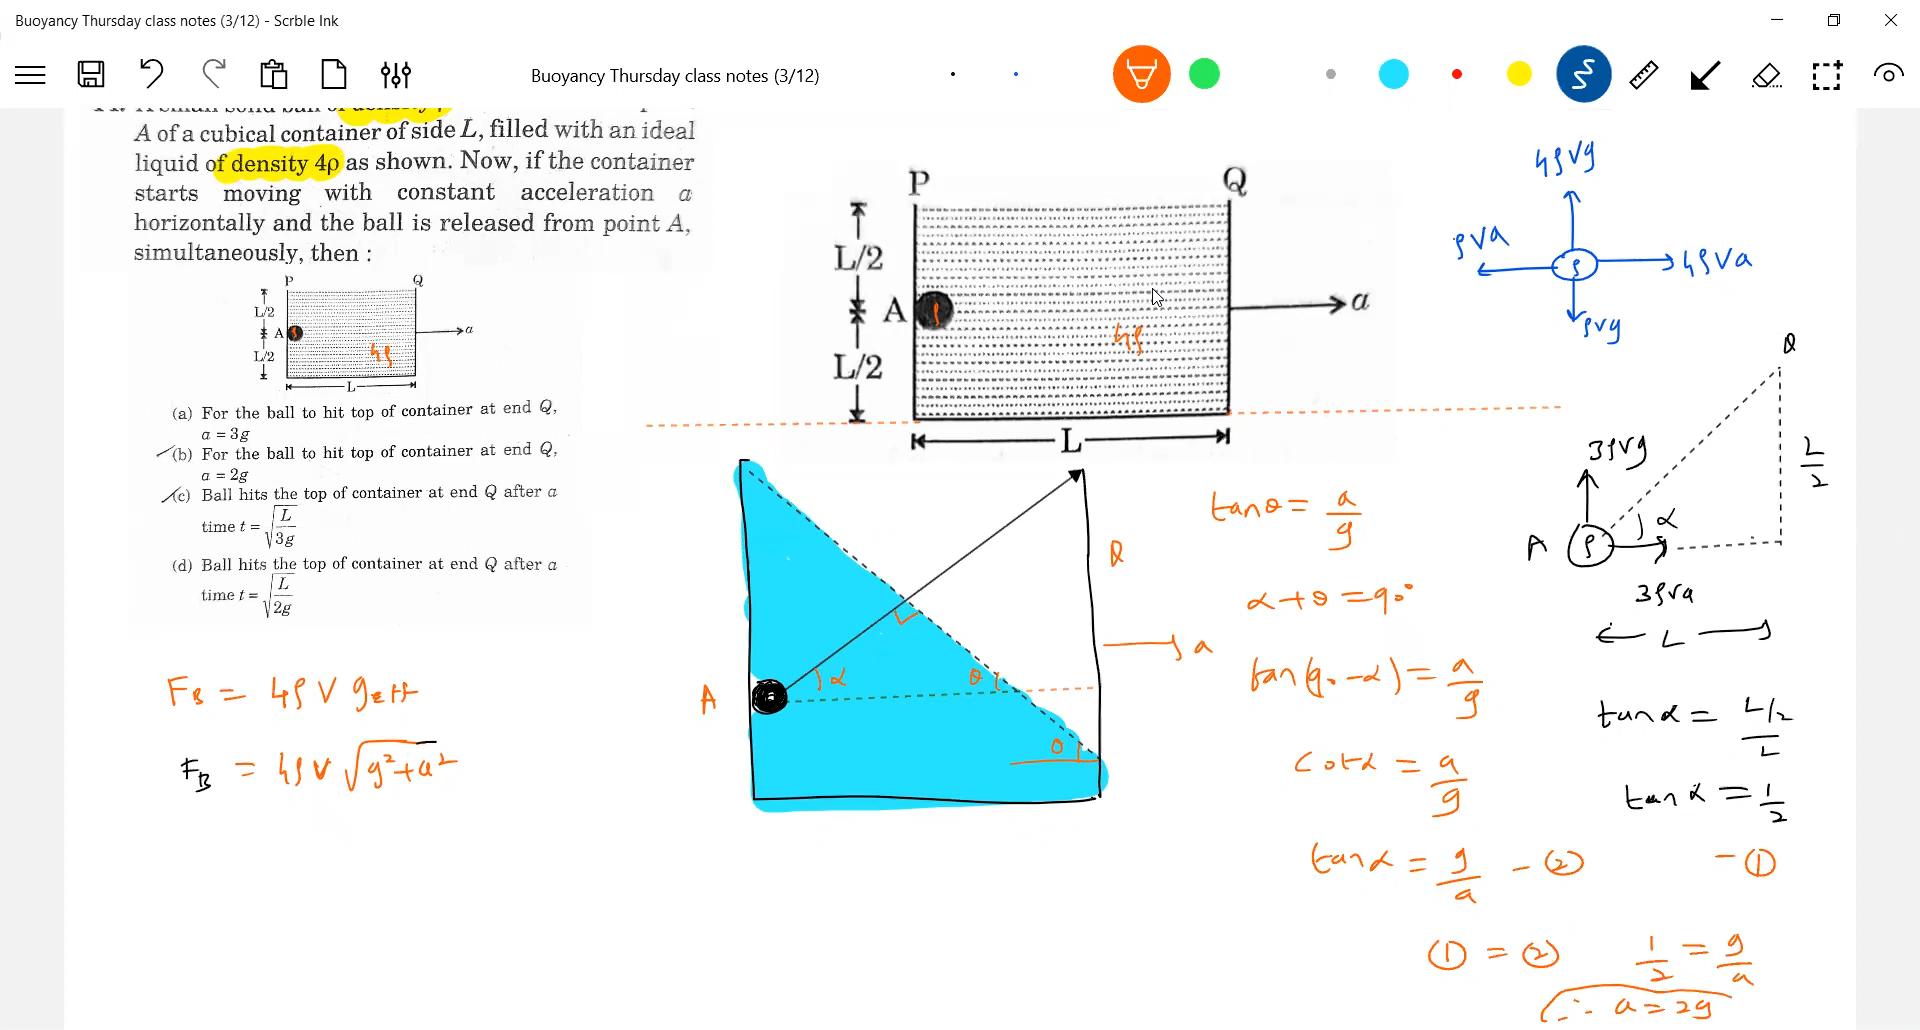 Buoyancy Thursday class notes (3/12) - Scrble Ink
Buoyancy Thursday class notes (3/12)
A of a cubical container of side L, filled with an ideal
liquid of density 4ρ as shown. Now, if the container
starts moving with constant acceleration a
horizontally and the ball is released from point A,
simultaneously, then :
P Q
L/2
A ρ
4ρ
a
L/2
L
(a) For the ball to hit top of container at end Q,
a = 3g
(b) For the ball to hit top of container at end Q,
a = 2g
(c) Ball hits the top of container at end Q after a
time t = √(L/3g)
(d) Ball hits the top of container at end Q after a
time t = √(L/2g)
F_B = 4ρ V g_eff
F_B = 4ρ V √(g²+a²)
P Q
L/2
A ρ
a
4ρ
L/2
L
A
α
θ
θ
Q
a
tanθ = a/g
α+θ = 90°
tan(90-α) = a/g
cotα = a/g
tanα = g/a - ②
4ρVg
ρVa
ρ
4ρVa
ρVg
Q
3ρVg
L/2
α
A ρ
3ρVa
L
tanα = L/2 / L
tanα = 1/2
- ①
① = ② 1/2 = g/a
∴ a = 2g